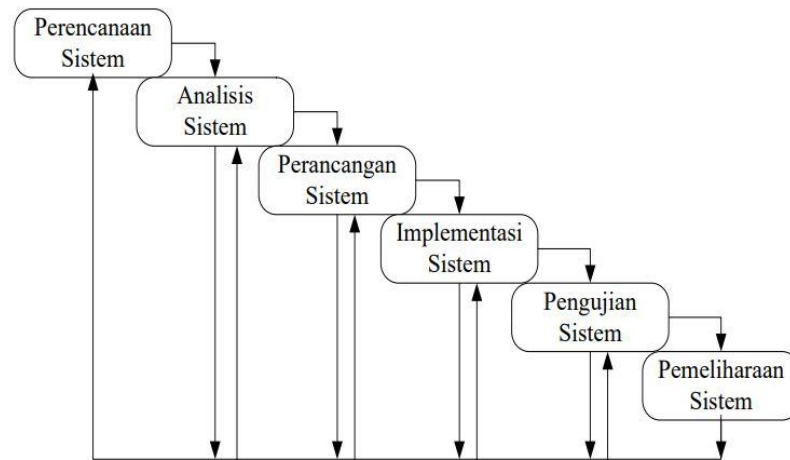 Perencanaan
Sistem
Analisis
Sistem
Perancangan
Sistem
Implementasi
Sistem
Pengujian
Sistem
Pemeliharaan
Sistem